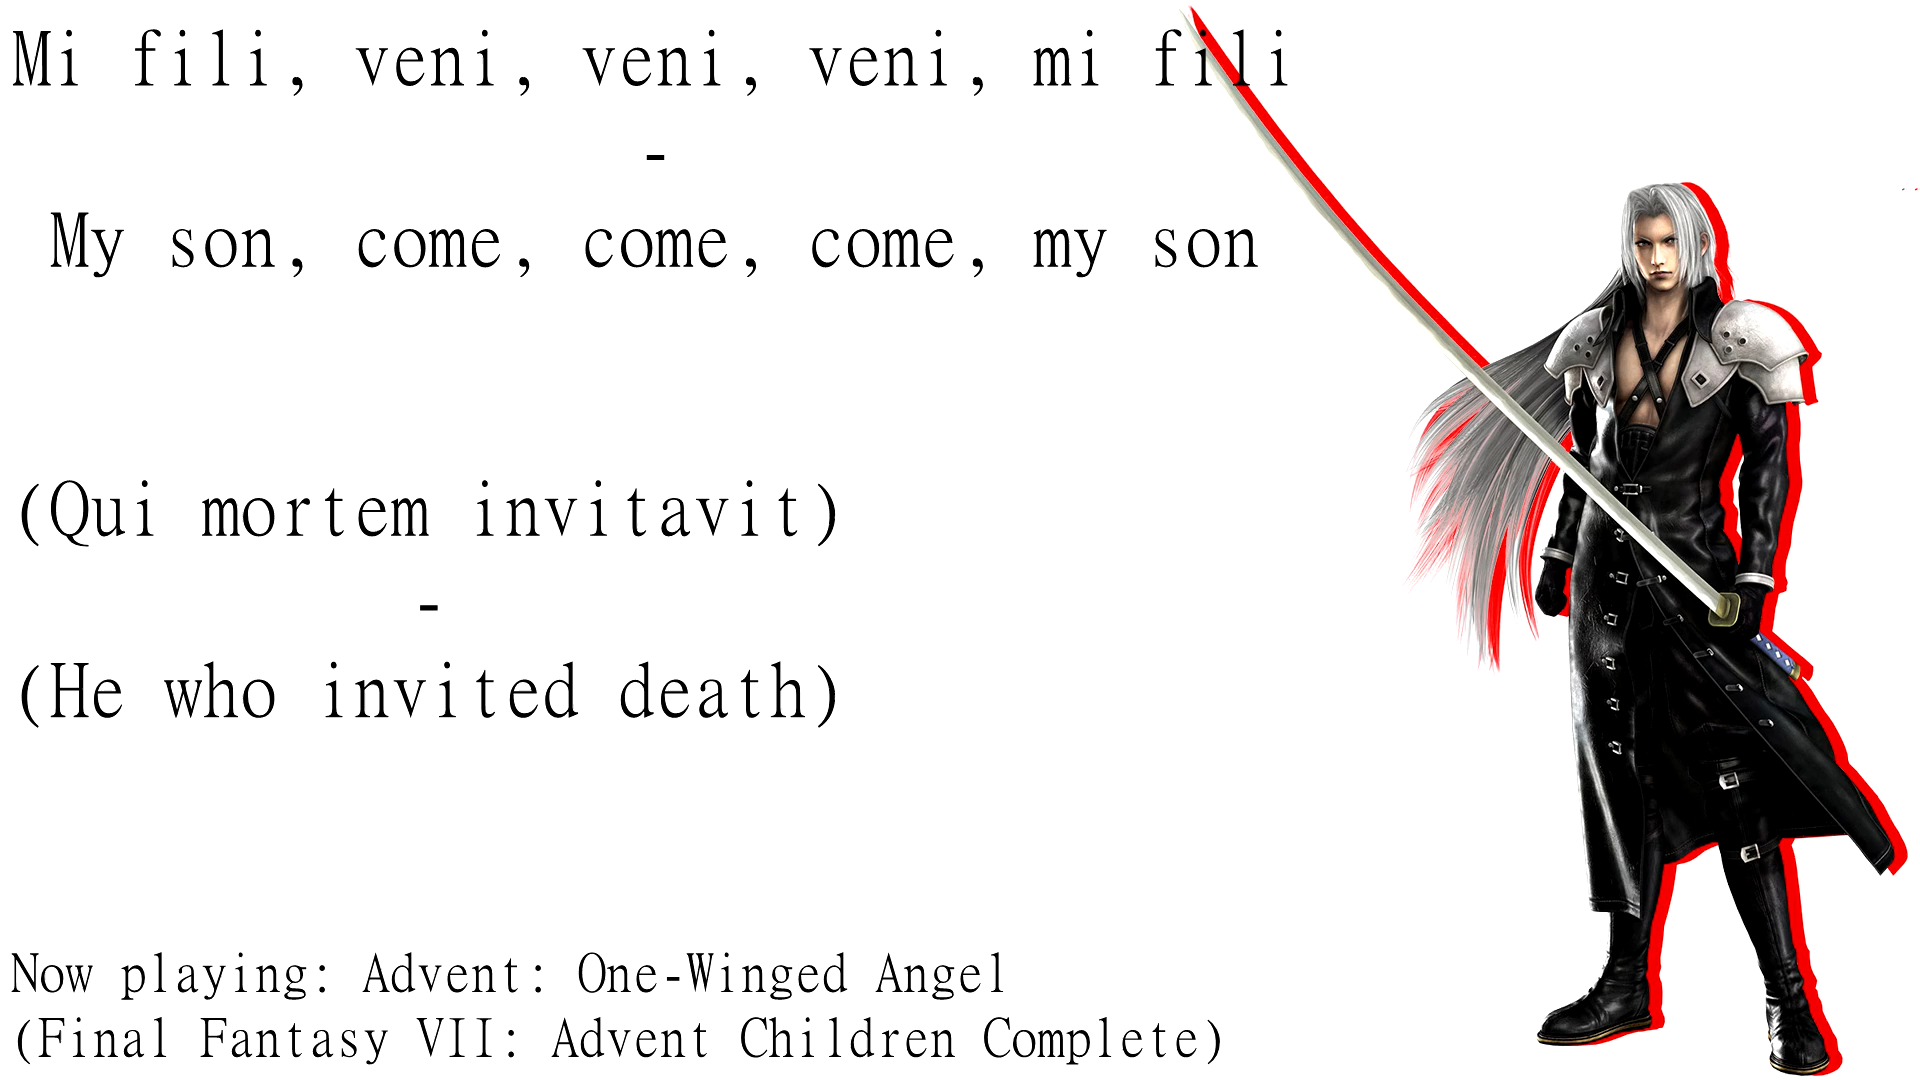 Mi fili, veni, veni, veni, mi fili
-
My son, come, come, come, my son
(Qui mortem invitavit)
-
(He who invited death)
Now playing: Advent: One-Winged Angel
(Final Fantasy VII: Advent Children Complete)